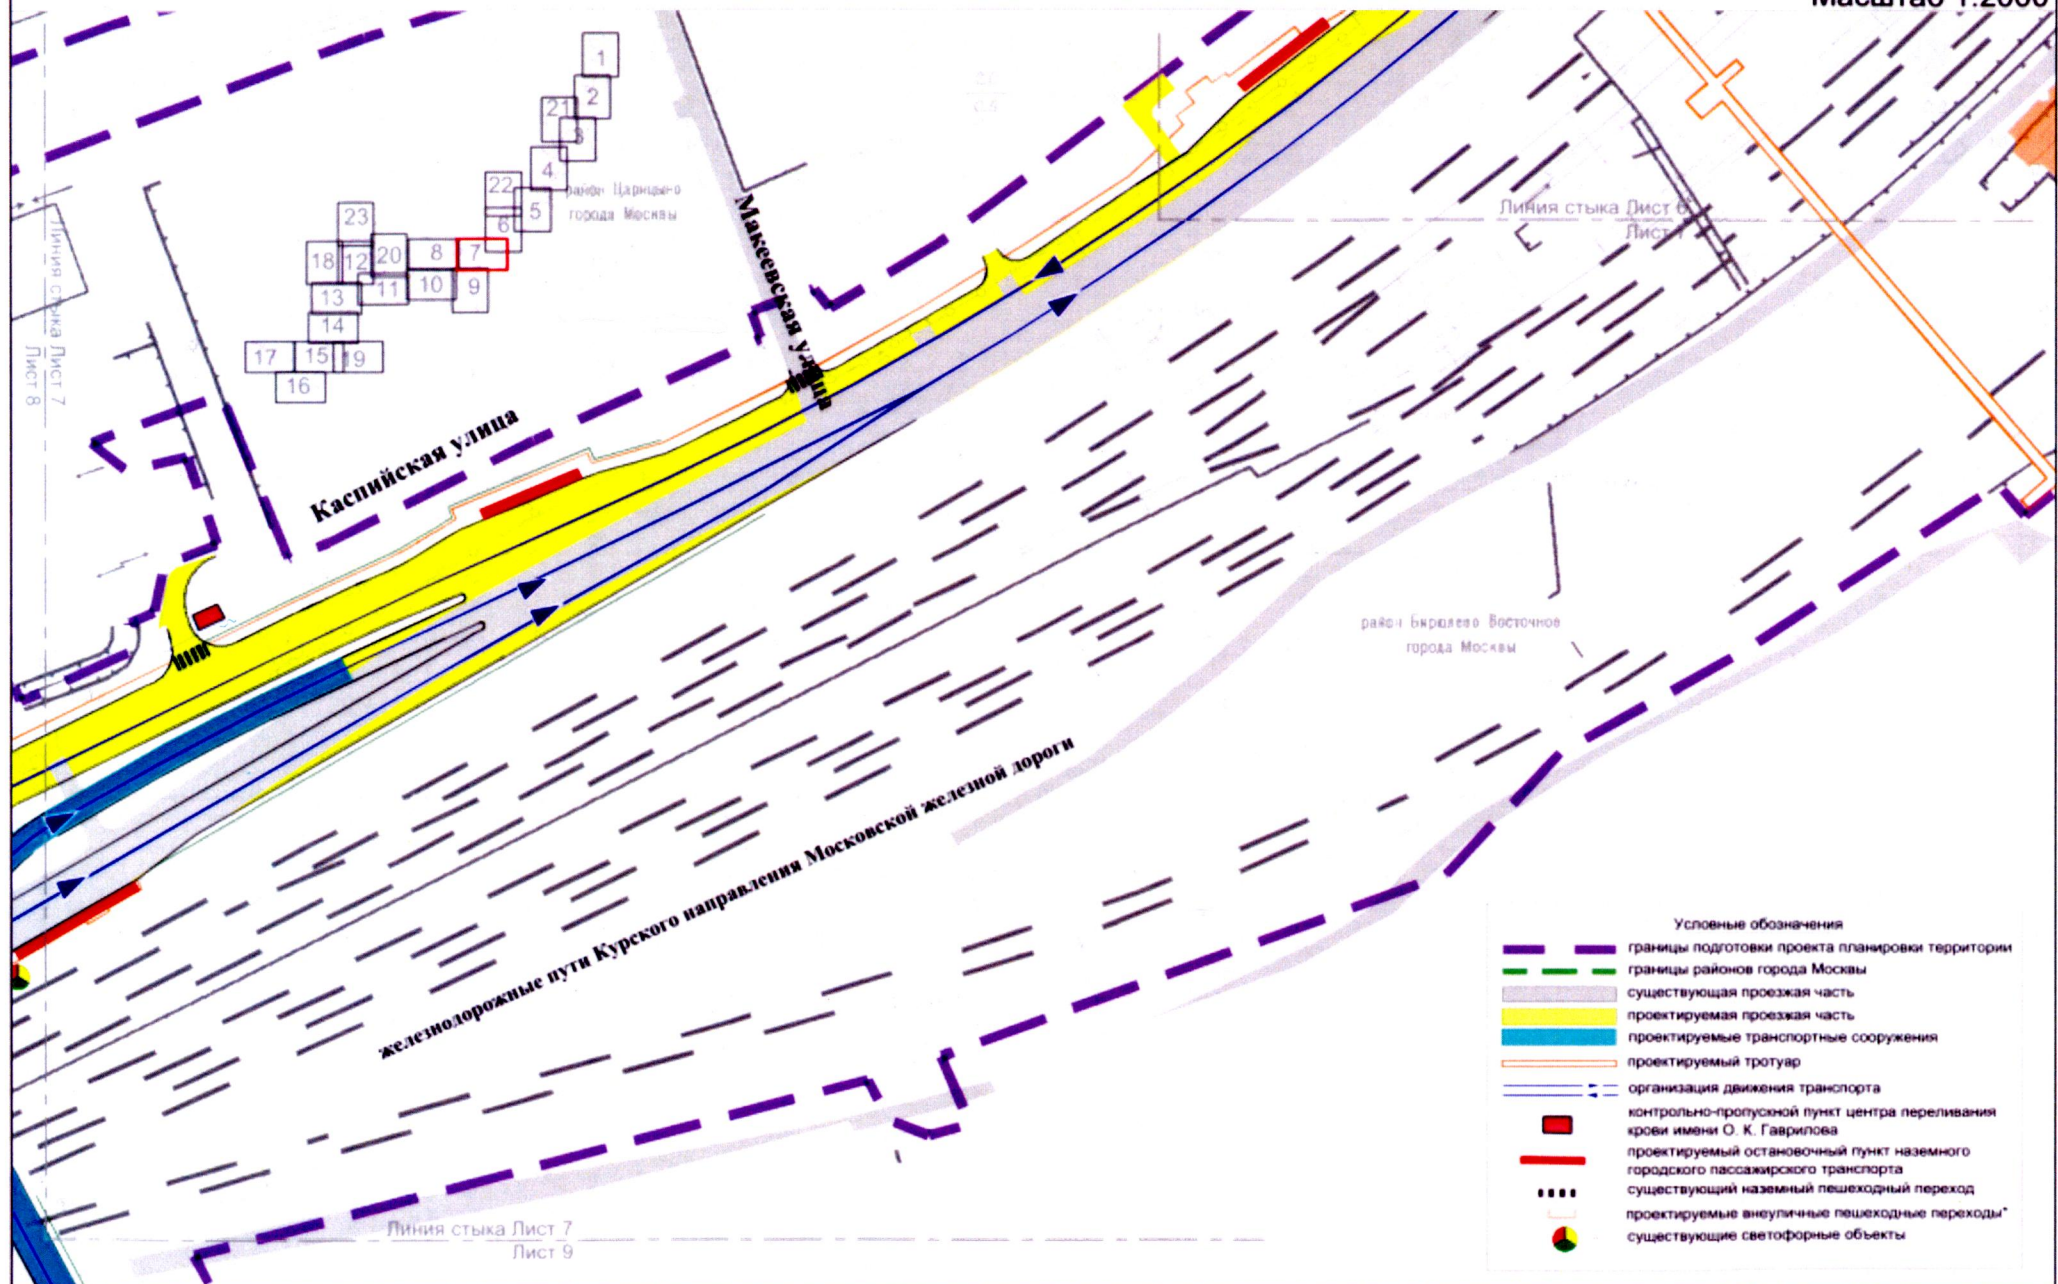 Масштаб 1:2000
1
2
21
3
4
22
5
6
23
18
12
20
8
7
11
10
9
13
14
17
15
19
16
район Царицыно
города Москвы
Макеевская улица
Линия стыка Лист 6
Лист 7
Линия стыка Лист 7
Лист 8
Каспийская улица
район Бирюлево Восточное
города Москвы
железнодорожные пути Курского направления Московской железной дороги
Линия стыка Лист 7
Лист 9
Условные обозначения
границы подготовки проекта планировки территории
границы районов города Москвы
существующая проезжая часть
проектируемая проезжая часть
проектируемые транспортные сооружения
проектируемый тротуар
организация движения транспорта
контрольно-пропускной пункт центра переливания
крови имени О. К. Гаврилова
проектируемый остановочный пункт наземного
городского пассажирского транспорта
существующий наземный пешеходный переход
проектируемые внеуличные пешеходные переходы*
существующие светофорные объекты